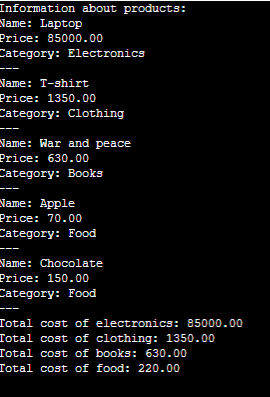 Information about products:
Name: Laptop
Price: 85000.00
Category: Electronics
---
Name: T-shirt
Price: 1350.00
Category: Clothing
---
Name: War and peace
Price: 630.00
Category: Books
---
Name: Apple
Price: 70.00
Category: Food
---
Name: Chocolate
Price: 150.00
Category: Food
---
Total cost of electronics: 85000.00
Total cost of clothing: 1350.00
Total cost of books: 630.00
Total cost of food: 220.00